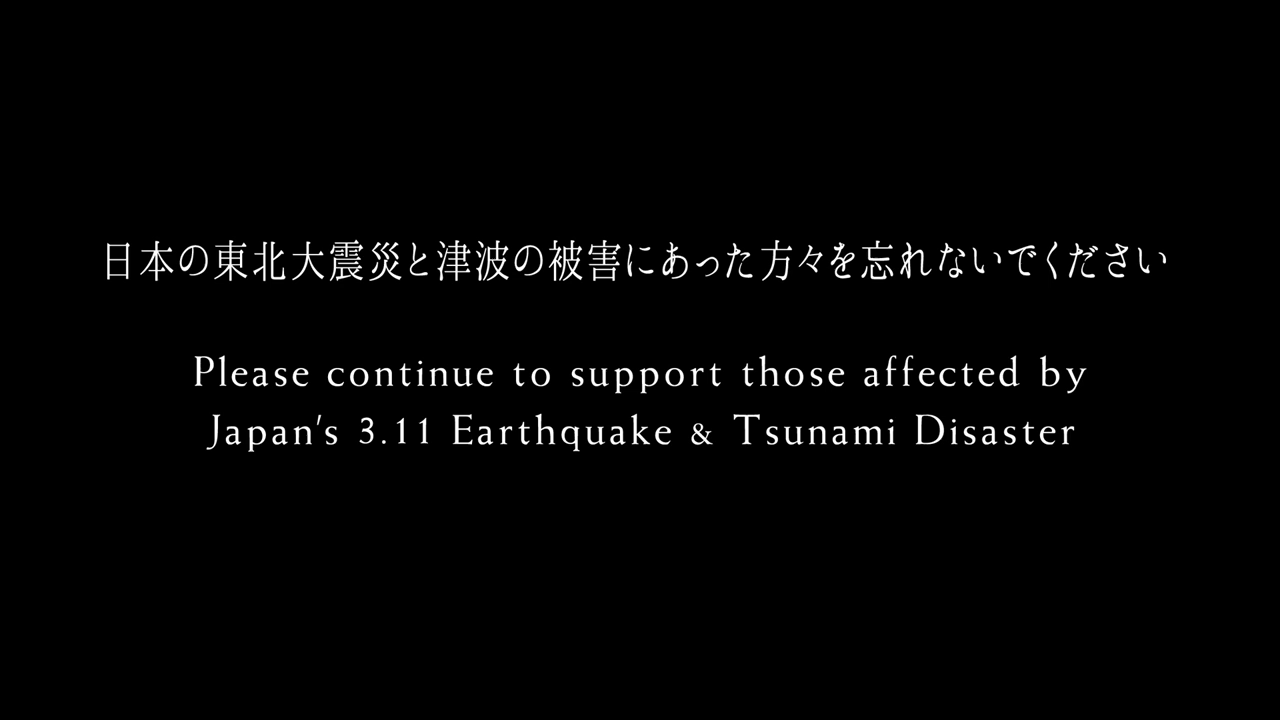 日本の東北大震災と津波の被害にあった方々を忘れないでください
Please continue to support those affected by
Japan's 3.11 Earthquake & Tsunami Disaster